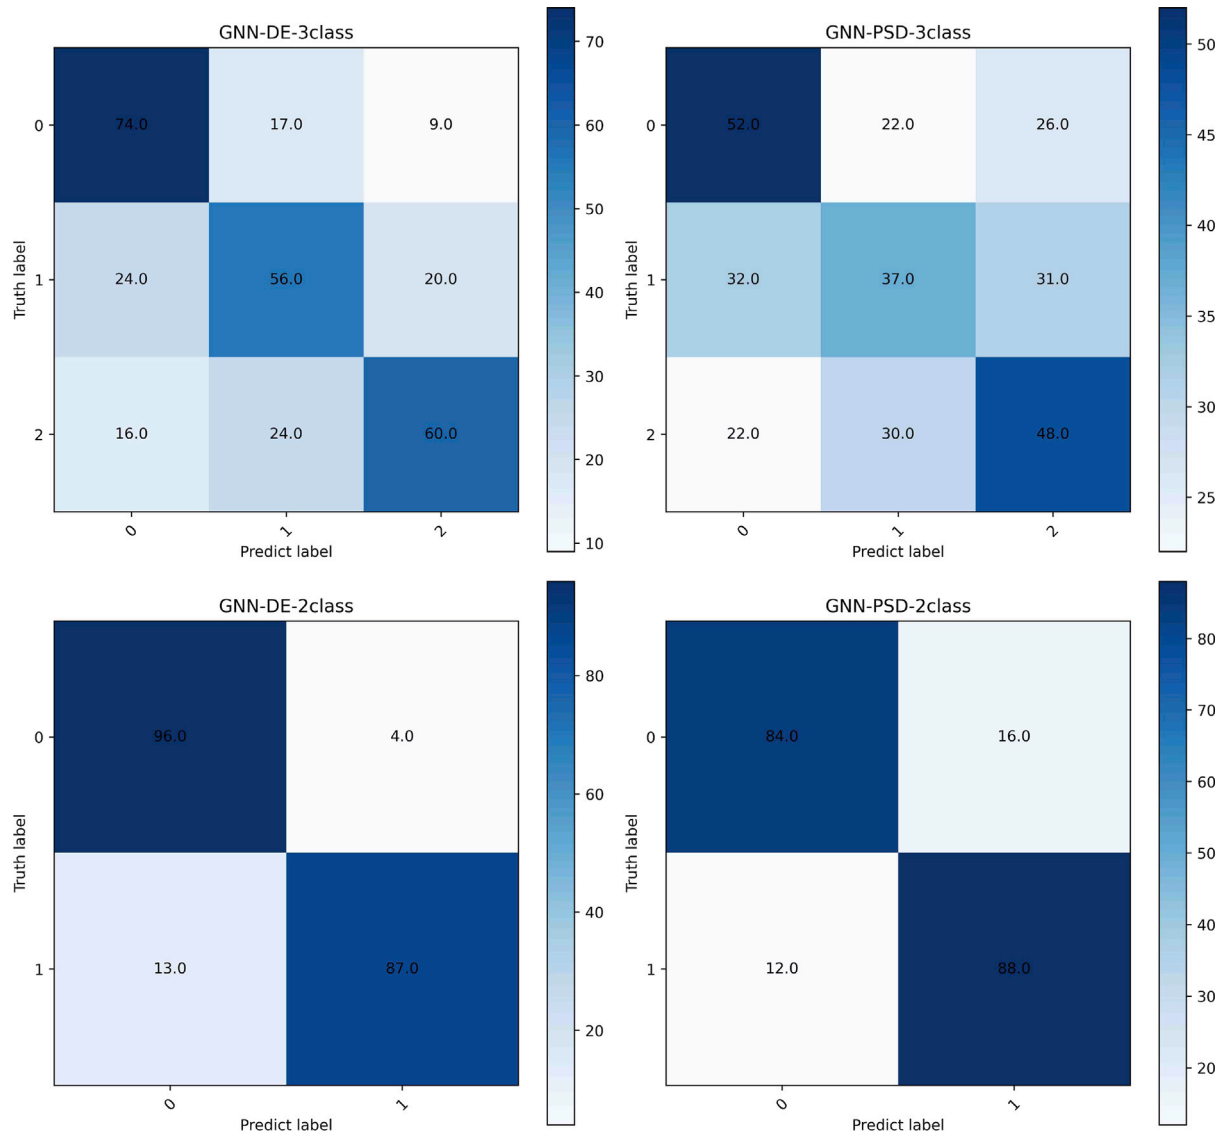 GNN-DE-3class
Truth label
0 74.0 17.0 9.0
1 24.0 56.0 20.0
2 16.0 24.0 60.0
0 1 2
Predict label
70
60
50
40
30
20
10
GNN-PSD-3class
Truth label
0 52.0 22.0 26.0
1 32.0 37.0 31.0
2 22.0 30.0 48.0
0 1 2
Predict label
50
45
40
35
30
25
GNN-DE-2class
Truth label
0 96.0 4.0
1 13.0 87.0
0 1
Predict label
80
60
40
20
GNN-PSD-2class
Truth label
0 84.0 16.0
1 12.0 88.0
0 1
Predict label
80
70
60
50
40
30
20